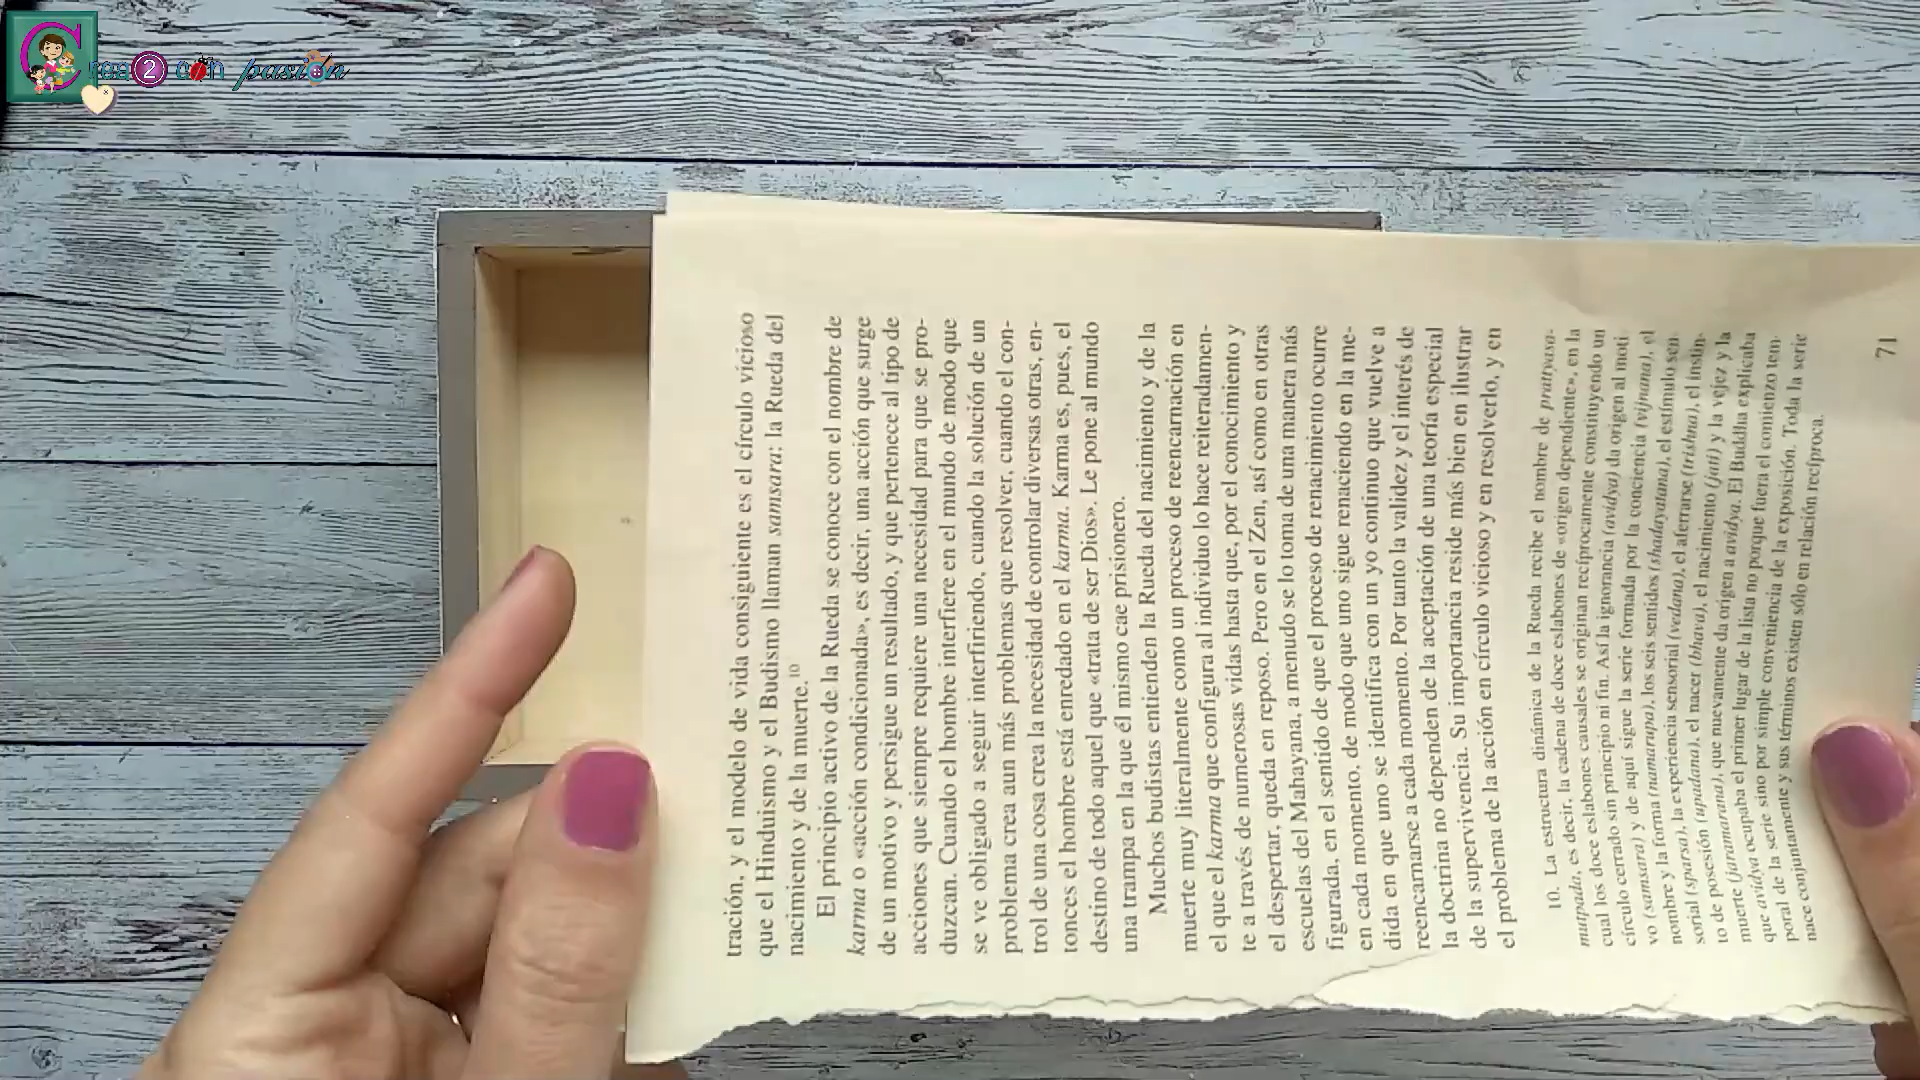 Crea2 con pasión
tración, y el modelo de vida consiguiente es el círculo vicioso
que el Hinduismo y el Budismo llaman samsara: la Rueda del
nacimiento y de la muerte.10
El principio activo de la Rueda se conoce con el nombre de
karma o «acción condicionada», es decir, una acción que surge
de un motivo y persigue un resultado, y que pertenece al tipo de
acciones que siempre requiere una necesidad para que se pro-
duzcan. Cuando el hombre interfiere en el mundo de modo que
se ve obligado a seguir interfiriendo, cuando la solución de un
problema crea aun más problemas que resolver, cuando el con-
trol de una cosa crea la necesidad de controlar diversas otras, en-
tonces el hombre está enredado en el karma. Karma es, pues, el
destino de todo aquel que «trata de ser Dios». Le pone al mundo
una trampa en la que él mismo cae prisionero.
Muchos budistas entienden la Rueda del nacimiento y de la
muerte muy literalmente como un proceso de reencarnación en
el que el karma que configura al individuo lo hace reiteradamen-
te a través de numerosas vidas hasta que, por el conocimiento y
el despertar, queda en reposo. Pero en el Zen, así como en otras
escuelas del Mahayana, a menudo se lo toma de una manera más
figurada, en el sentido de que el proceso de renacimiento ocurre
en cada momento, de modo que uno sigue renaciendo en la me-
dida en que uno se identifica con un yo continuo que vuelve a
reencarnarse a cada momento. Por tanto la validez y el interés de
la doctrina no dependen de la aceptación de una teoría especial
de la supervivencia. Su importancia reside más bien en ilustrar
el problema de la acción en círculo vicioso y en resolverlo, y en
10. La estructura dinámica de la Rueda recibe el nombre de pratyasa-
mutpada, es decir, la cadena de doce eslabones de «origen dependiente», en la
cual los doce eslabones causales se originan recíprocamente constituyendo un
círculo cerrado sin principio ni fin. Así la ignorancia (avidya) da origen al moti-
vo (samsara) y de aquí sigue la serie formada por la conciencia (vijnana), el
nombre y la forma (namarupa), los seis sentidos (shadayatana), el estímulo sen-
sorial (sparsa), la experiencia sensorial (vedana), el aferrarse (trishna), el instin-
to de posesión (upadana), el nacer (bhava), el nacimiento (jati) y la vejez y la
muerte (jaramarana), que nuevamente da origen a avidya. El Buddha explicaba
que avidya ocupaba el primer lugar de la lista no porque fuera el comienzo tem-
poral de la serie sino por simple conveniencia de la exposición. Toda la serie
nace conjuntamente y sus términos existen sólo en relación recíproca.
71